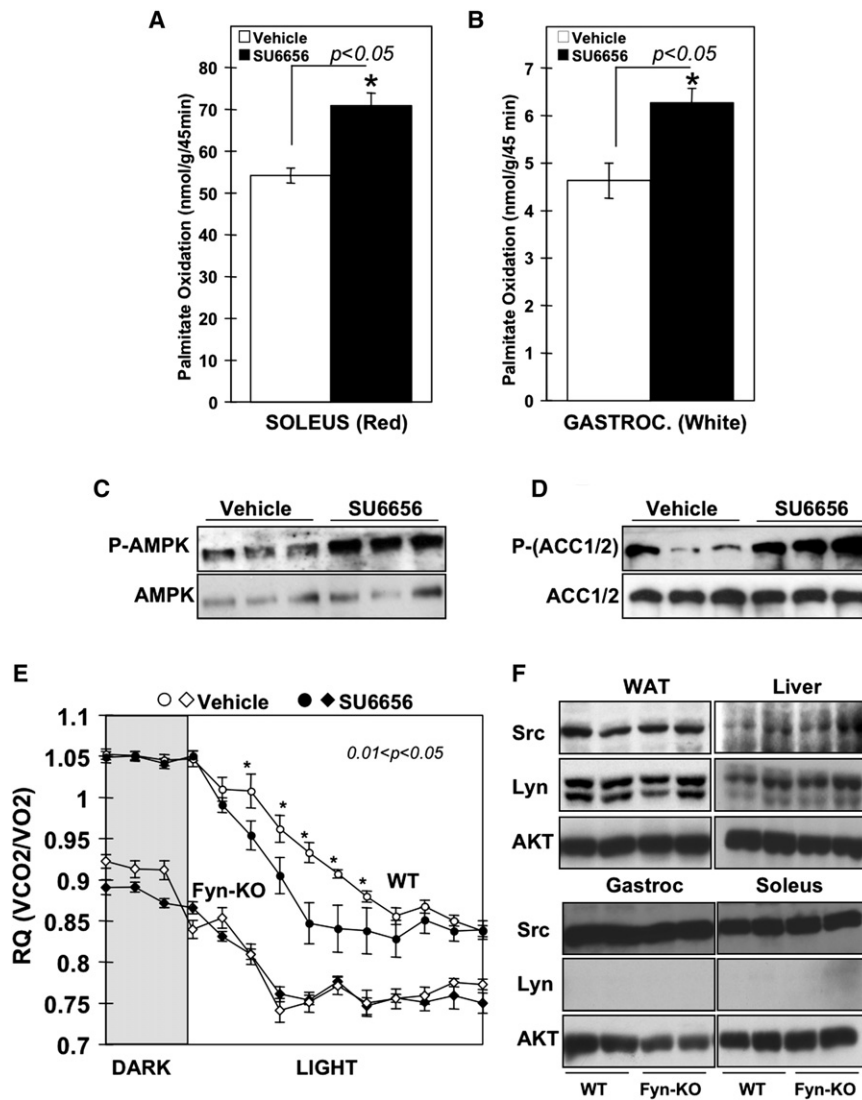 A
Vehicle
SU6656
p<0.05
*
Palmitate Oxidation (nmol/g/45min)
80
70
60
50
40
30
20
10
0
SOLEUS (Red)
B
Vehicle
SU6656
p<0.05
*
Palmitate Oxidation (nmol/g/45 min)
7
6
5
4
3
2
1
0
GASTROC. (White)
C
Vehicle SU6656
P-AMPK
AMPK
D
Vehicle SU6656
P-(ACC1/2)
ACC1/2
E
Vehicle SU6656
RQ (VCO2/VO2)
1.1
1.05
1
0.95
0.9
0.85
0.8
0.75
0.7
0.01<p<0.05
* * * * *
Fyn-KO
WT
DARK LIGHT
F
WAT Liver
Src
Lyn
AKT
Gastroc Soleus
Src
Lyn
AKT
WT Fyn-KO WT Fyn-KO